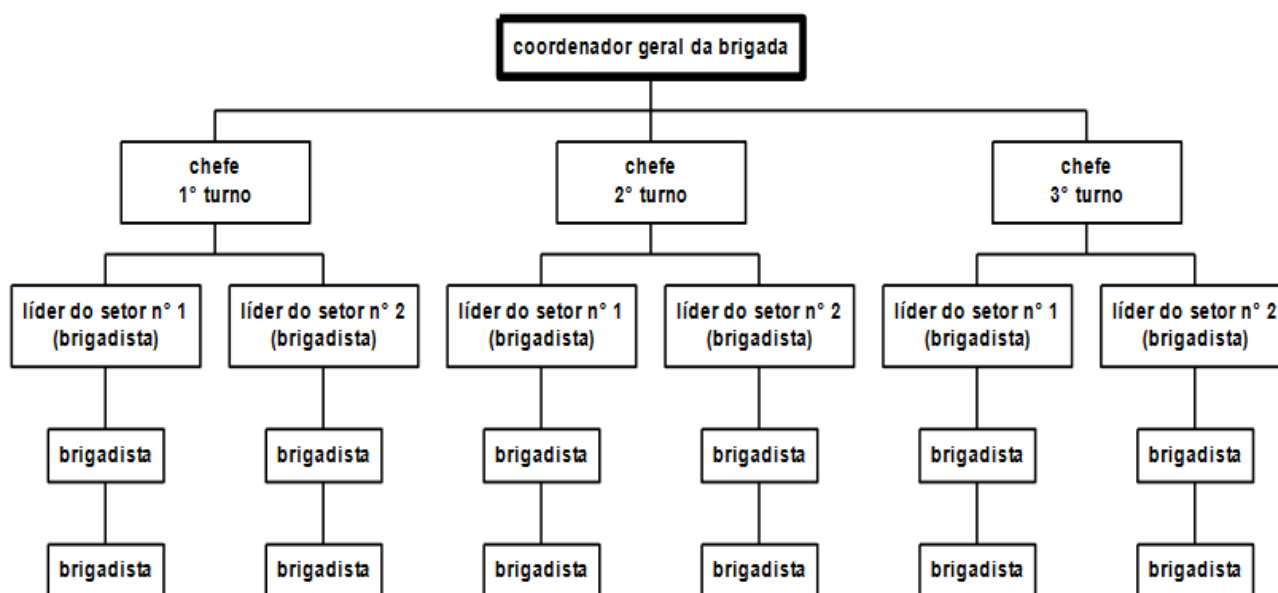 coordenador geral da brigada
chefe
1° turno
chefe
2° turno
chefe
3° turno
líder do setor n° 1
(brigadista)
líder do setor n° 2
(brigadista)
líder do setor n° 1
(brigadista)
líder do setor n° 2
(brigadista)
líder do setor n° 1
(brigadista)
líder do setor n° 2
(brigadista)
brigadista
brigadista
brigadista
brigadista
brigadista
brigadista
brigadista
brigadista
brigadista
brigadista
brigadista
brigadista